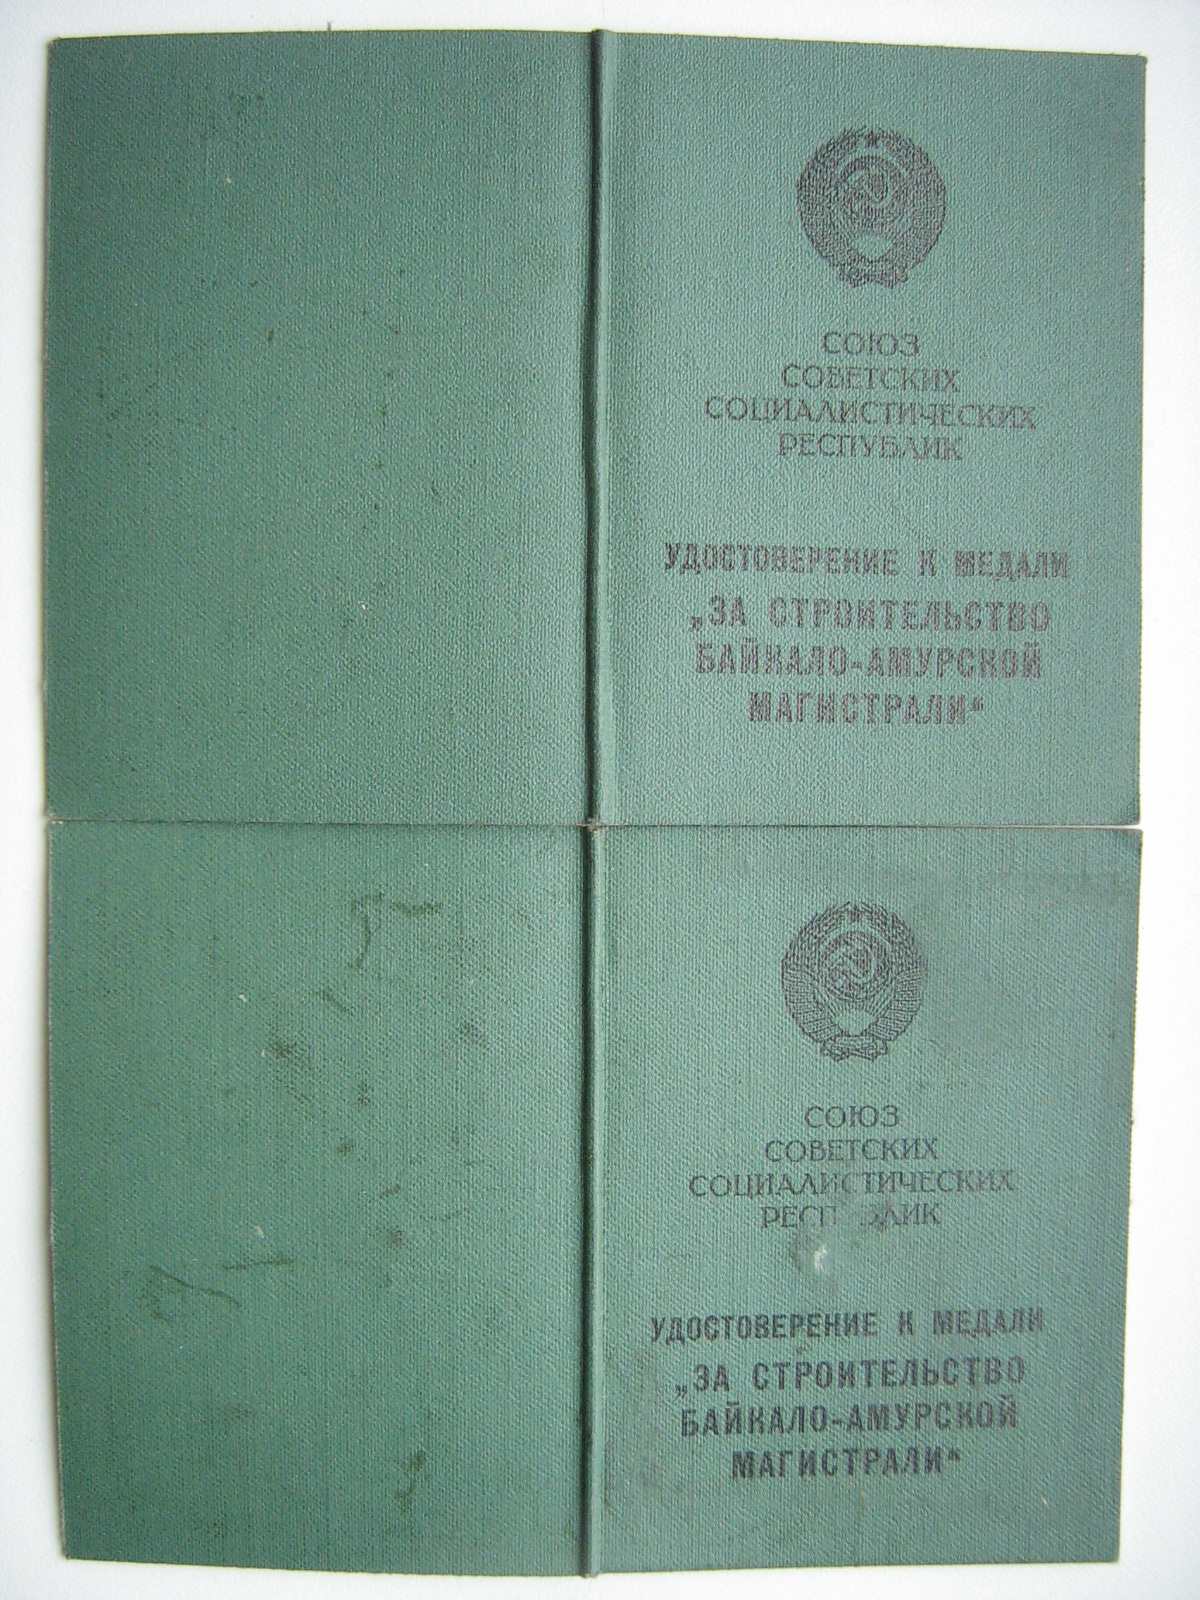 СОЮЗ
СОВЕТСКИХ
СОЦИАЛИСТИЧЕСКИХ
РЕСПУБЛИК
УДОСТОВЕРЕНИЕ К МЕДАЛИ
„ЗА СТРОИТЕЛЬСТВО
БАЙКАЛО-АМУРСКОЙ
МАГИСТРАЛИ“
СОЮЗ
СОВЕТСКИХ
СОЦИАЛИСТИЧЕСКИХ
РЕСПУБЛИК
УДОСТОВЕРЕНИЕ К МЕДАЛИ
„ЗА СТРОИТЕЛЬСТВО
БАЙКАЛО-АМУРСКОЙ
МАГИСТРАЛИ“